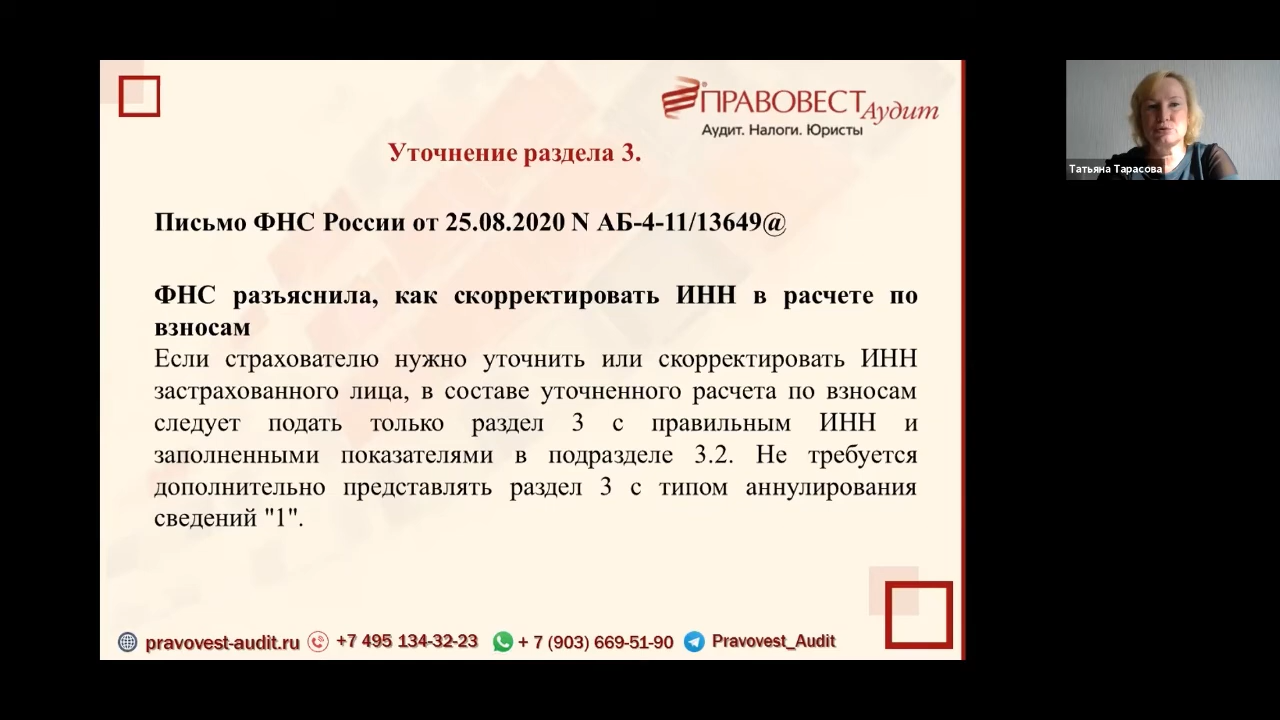 ПРАВОВЕСТ Аудит
Аудит. Налоги. Юристы
Уточнение раздела 3.
Татьяна Тарасова
Письмо ФНС России от 25.08.2020 N АБ-4-11/13649@
ФНС разъяснила, как скорректировать ИНН в расчете по
взносам
Если страхователю нужно уточнить или скорректировать ИНН
застрахованного лица, в составе уточненного расчета по взносам
следует подать только раздел 3 с правильным ИНН и
заполненными показателями в подразделе 3.2. Не требуется
дополнительно представлять раздел 3 с типом аннулирования
сведений "1".
pravovest-audit.ru +7 495 134-32-23 + 7 (903) 669-51-90 Pravovest_Audit